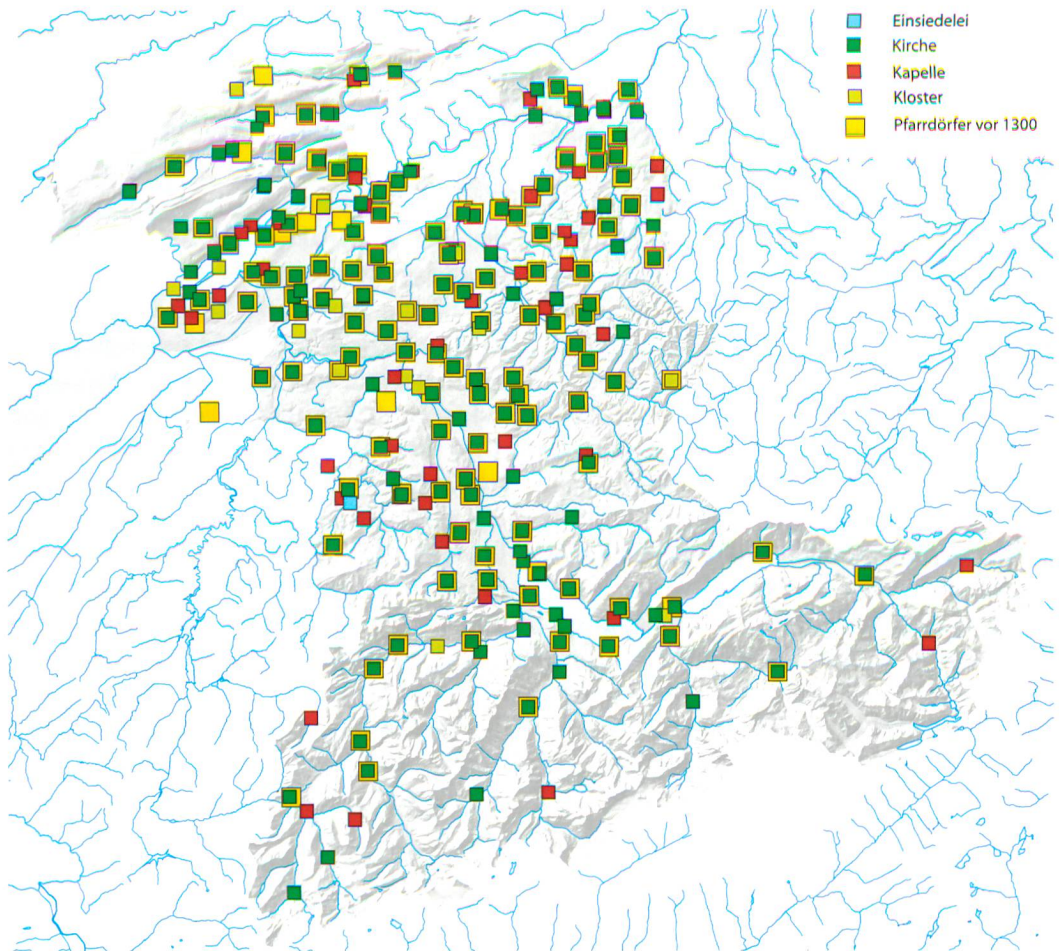 Einsiedelei
Kirche
Kapelle
Kloster
Pfarrdörfer vor 1300